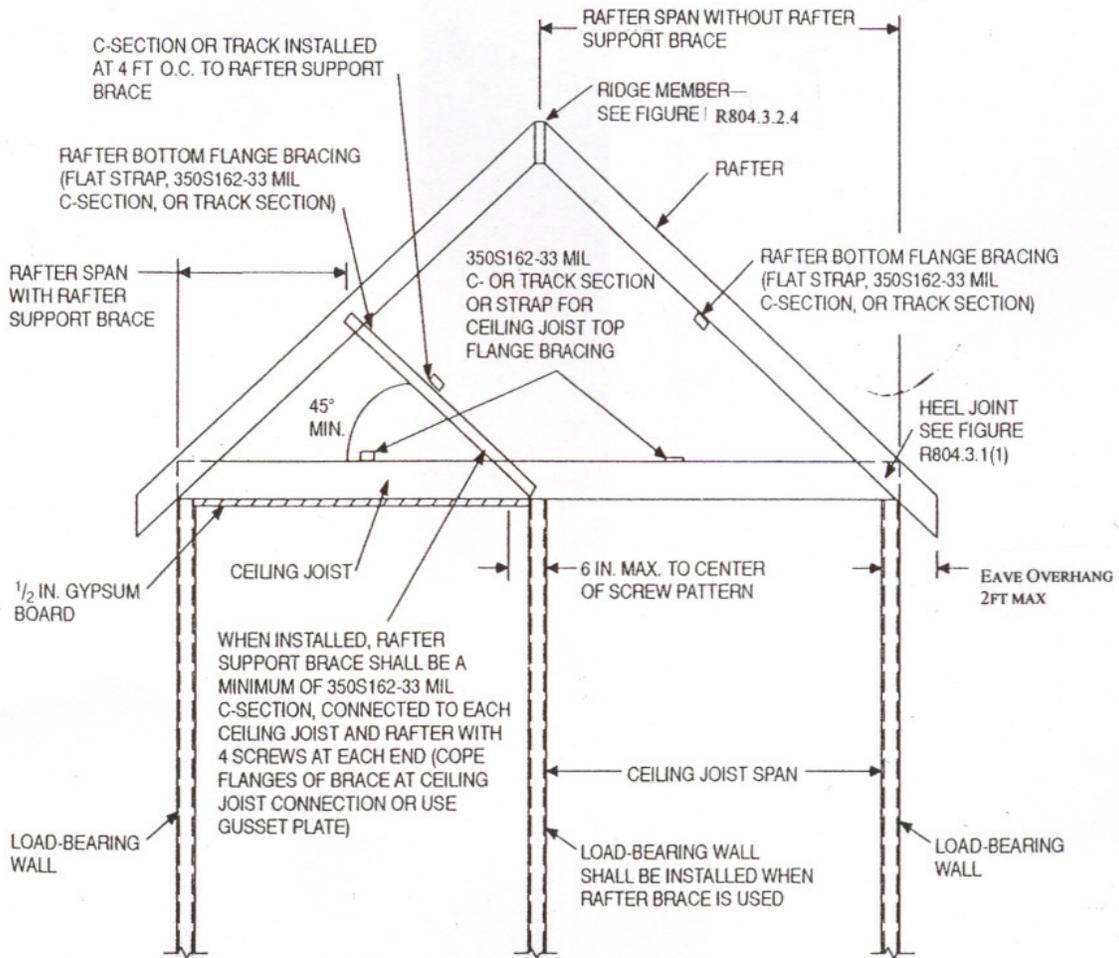 RAFTER SPAN WITHOUT RAFTER
SUPPORT BRACE
C-SECTION OR TRACK INSTALLED
AT 4 FT O.C. TO RAFTER SUPPORT
BRACE
RIDGE MEMBER—
SEE FIGURE R804.3.2.4
RAFTER BOTTOM FLANGE BRACING
(FLAT STRAP, 350S162-33 MIL
C-SECTION, OR TRACK SECTION)
RAFTER
RAFTER SPAN
WITH RAFTER
SUPPORT BRACE
350S162-33 MIL
C- OR TRACK SECTION
OR STRAP FOR
CEILING JOIST TOP
FLANGE BRACING
RAFTER BOTTOM FLANGE BRACING
(FLAT STRAP, 350S162-33 MIL
C-SECTION, OR TRACK SECTION)
45°
MIN.
HEEL JOINT
SEE FIGURE
R804.3.1(1)
1/2 IN. GYPSUM
BOARD
CEILING JOIST
6 IN. MAX. TO CENTER
OF SCREW PATTERN
EAVE OVERHANG
2FT MAX
WHEN INSTALLED, RAFTER
SUPPORT BRACE SHALL BE A
MINIMUM OF 350S162-33 MIL
C-SECTION, CONNECTED TO EACH
CEILING JOIST AND RAFTER WITH
4 SCREWS AT EACH END (COPE
FLANGES OF BRACE AT CEILING
JOIST CONNECTION OR USE
GUSSET PLATE)
CEILING JOIST SPAN
LOAD-BEARING
WALL
LOAD-BEARING WALL
SHALL BE INSTALLED WHEN
RAFTER BRACE IS USED
LOAD-BEARING
WALL